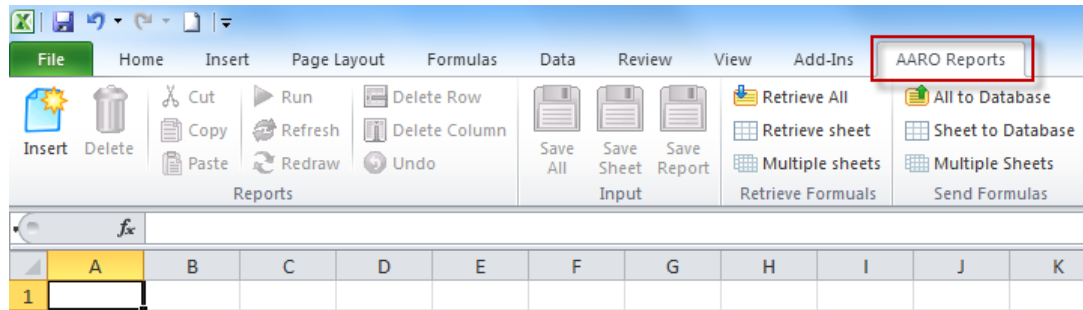 File Home Insert Page Layout Formulas Data Review View Add-Ins AARO Reports
Cut Run Delete Row Retrieve All All to Database
Copy Refresh Delete Column Retrieve sheet Sheet to Database
Insert Delete Paste Redraw Undo Save All Save Sheet Save Report Multiple sheets Multiple Sheets
Reports Input Retrieve Formuals Send Formulas
fx
A B C D E F G H I J K
1